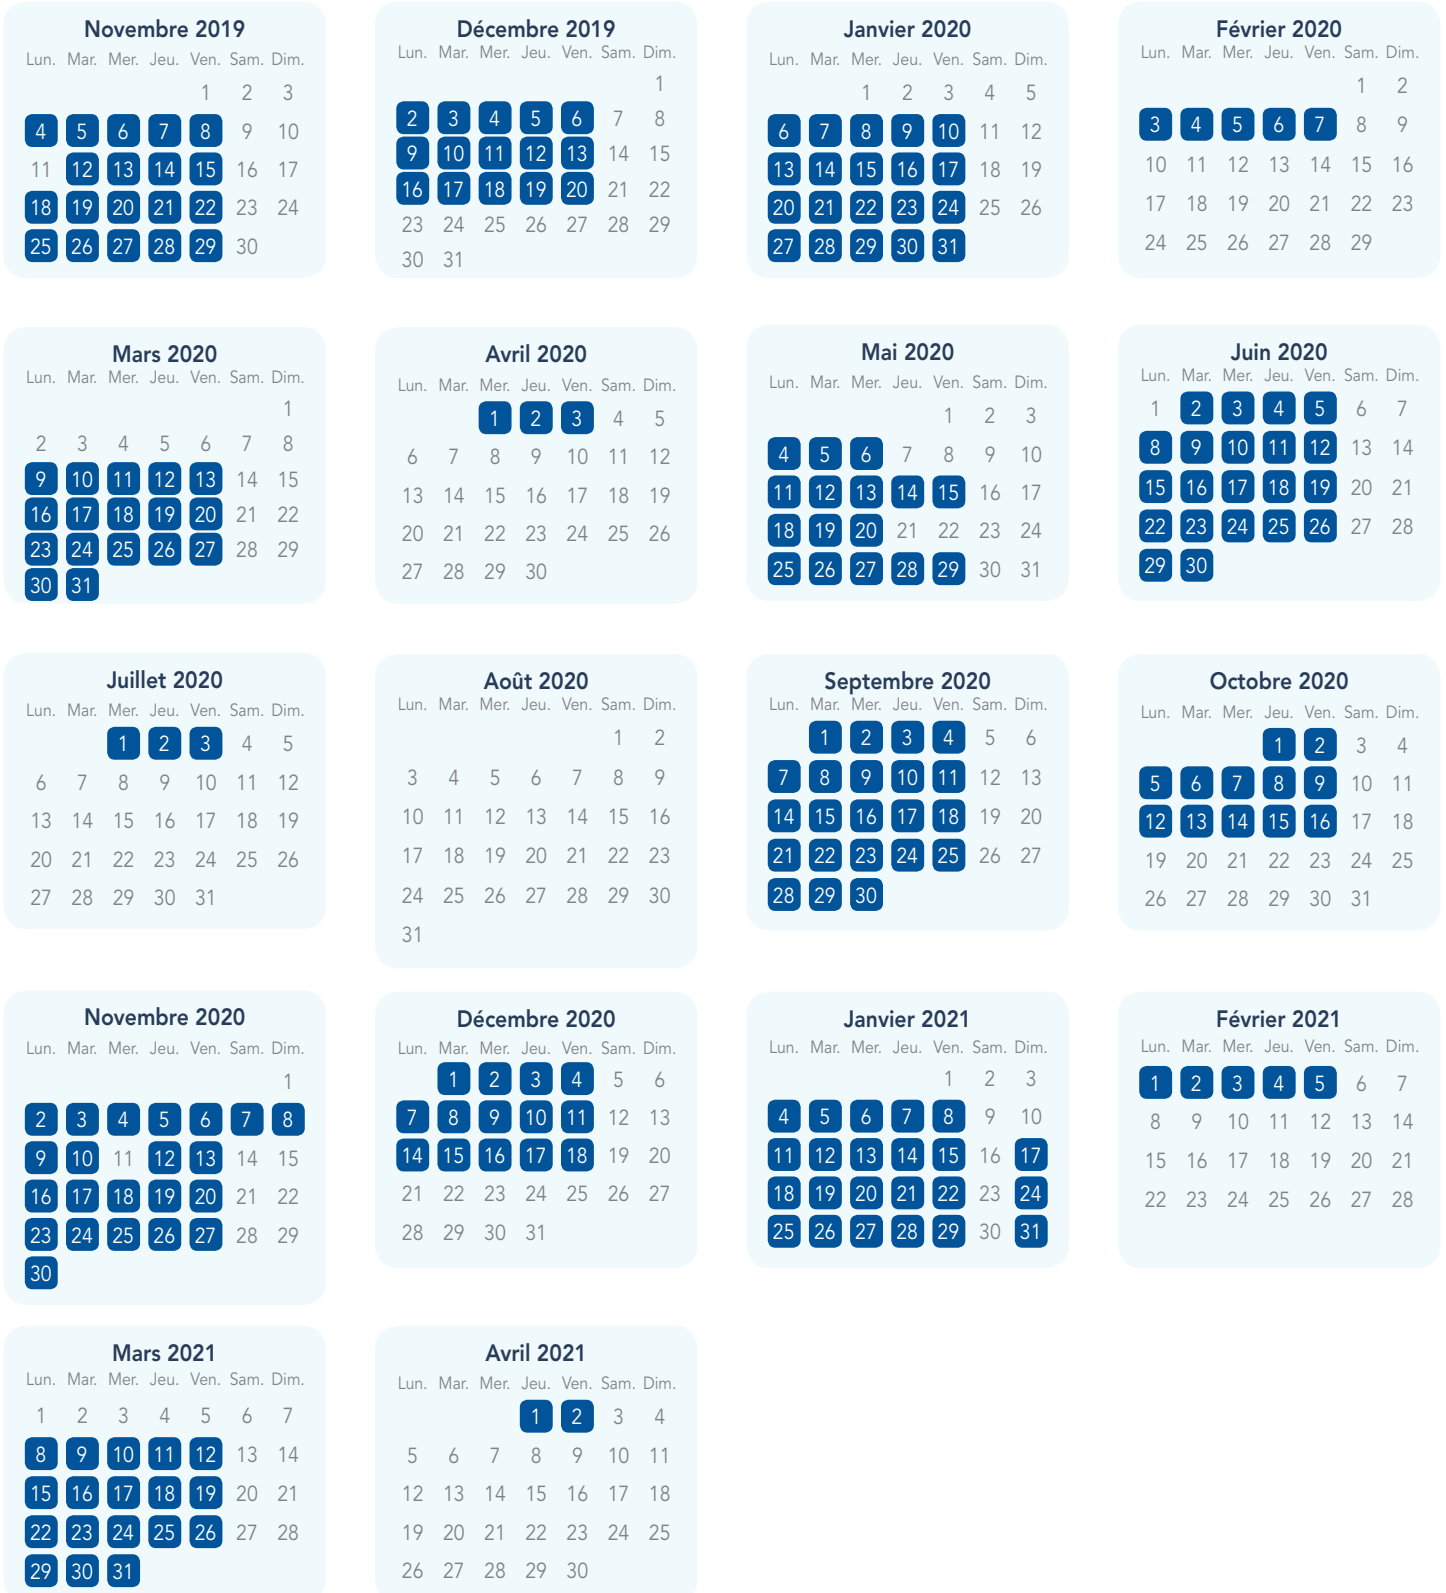 Novembre 2019
Lun. Mar. Mer. Jeu. Ven. Sam. Dim.
1 2 3
4 5 6 7 8 9 10
11 12 13 14 15 16 17
18 19 20 21 22 23 24
25 26 27 28 29 30
Décembre 2019
Lun. Mar. Mer. Jeu. Ven. Sam. Dim.
1
2 3 4 5 6 7 8
9 10 11 12 13 14 15
16 17 18 19 20 21 22
23 24 25 26 27 28 29
30 31
Janvier 2020
Lun. Mar. Mer. Jeu. Ven. Sam. Dim.
1 2 3 4 5
6 7 8 9 10 11 12
13 14 15 16 17 18 19
20 21 22 23 24 25 26
27 28 29 30 31
Février 2020
Lun. Mar. Mer. Jeu. Ven. Sam. Dim.
1 2
3 4 5 6 7 8 9
10 11 12 13 14 15 16
17 18 19 20 21 22 23
24 25 26 27 28 29
Mars 2020
Lun. Mar. Mer. Jeu. Ven. Sam. Dim.
1
2 3 4 5 6 7 8
9 10 11 12 13 14 15
16 17 18 19 20 21 22
23 24 25 26 27 28 29
30 31
Avril 2020
Lun. Mar. Mer. Jeu. Ven. Sam. Dim.
1 2 3 4 5
6 7 8 9 10 11 12
13 14 15 16 17 18 19
20 21 22 23 24 25 26
27 28 29 30
Mai 2020
Lun. Mar. Mer. Jeu. Ven. Sam. Dim.
1 2 3
4 5 6 7 8 9 10
11 12 13 14 15 16 17
18 19 20 21 22 23 24
25 26 27 28 29 30 31
Juin 2020
Lun. Mar. Mer. Jeu. Ven. Sam. Dim.
1 2 3 4 5 6 7
8 9 10 11 12 13 14
15 16 17 18 19 20 21
22 23 24 25 26 27 28
29 30
Juillet 2020
Lun. Mar. Mer. Jeu. Ven. Sam. Dim.
1 2 3 4 5
6 7 8 9 10 11 12
13 14 15 16 17 18 19
20 21 22 23 24 25 26
27 28 29 30 31
Août 2020
Lun. Mar. Mer. Jeu. Ven. Sam. Dim.
1 2
3 4 5 6 7 8 9
10 11 12 13 14 15 16
17 18 19 20 21 22 23
24 25 26 27 28 29 30
31
Septembre 2020
Lun. Mar. Mer. Jeu. Ven. Sam. Dim.
1 2 3 4 5 6
7 8 9 10 11 12 13
14 15 16 17 18 19 20
21 22 23 24 25 26 27
28 29 30
Octobre 2020
Lun. Mar. Mer. Jeu. Ven. Sam. Dim.
1 2 3 4
5 6 7 8 9 10 11
12 13 14 15 16 17 18
19 20 21 22 23 24 25
26 27 28 29 30 31
Novembre 2020
Lun. Mar. Mer. Jeu. Ven. Sam. Dim.
1
2 3 4 5 6 7 8
9 10 11 12 13 14 15
16 17 18 19 20 21 22
23 24 25 26 27 28 29
30
Décembre 2020
Lun. Mar. Mer. Jeu. Ven. Sam. Dim.
1 2 3 4 5 6
7 8 9 10 11 12 13
14 15 16 17 18 19 20
21 22 23 24 25 26 27
28 29 30 31
Janvier 2021
Lun. Mar. Mer. Jeu. Ven. Sam. Dim.
1 2 3
4 5 6 7 8 9 10
11 12 13 14 15 16 17
18 19 20 21 22 23 24
25 26 27 28 29 30 31
Février 2021
Lun. Mar. Mer. Jeu. Ven. Sam. Dim.
1 2 3 4 5 6 7
8 9 10 11 12 13 14
15 16 17 18 19 20 21
22 23 24 25 26 27 28
Mars 2021
Lun. Mar. Mer. Jeu. Ven. Sam. Dim.
1 2 3 4 5 6 7
8 9 10 11 12 13 14
15 16 17 18 19 20 21
22 23 24 25 26 27 28
29 30 31
Avril 2021
Lun. Mar. Mer. Jeu. Ven. Sam. Dim.
1 2 3 4
5 6 7 8 9 10 11
12 13 14 15 16 17 18
19 20 21 22 23 24 25
26 27 28 29 30